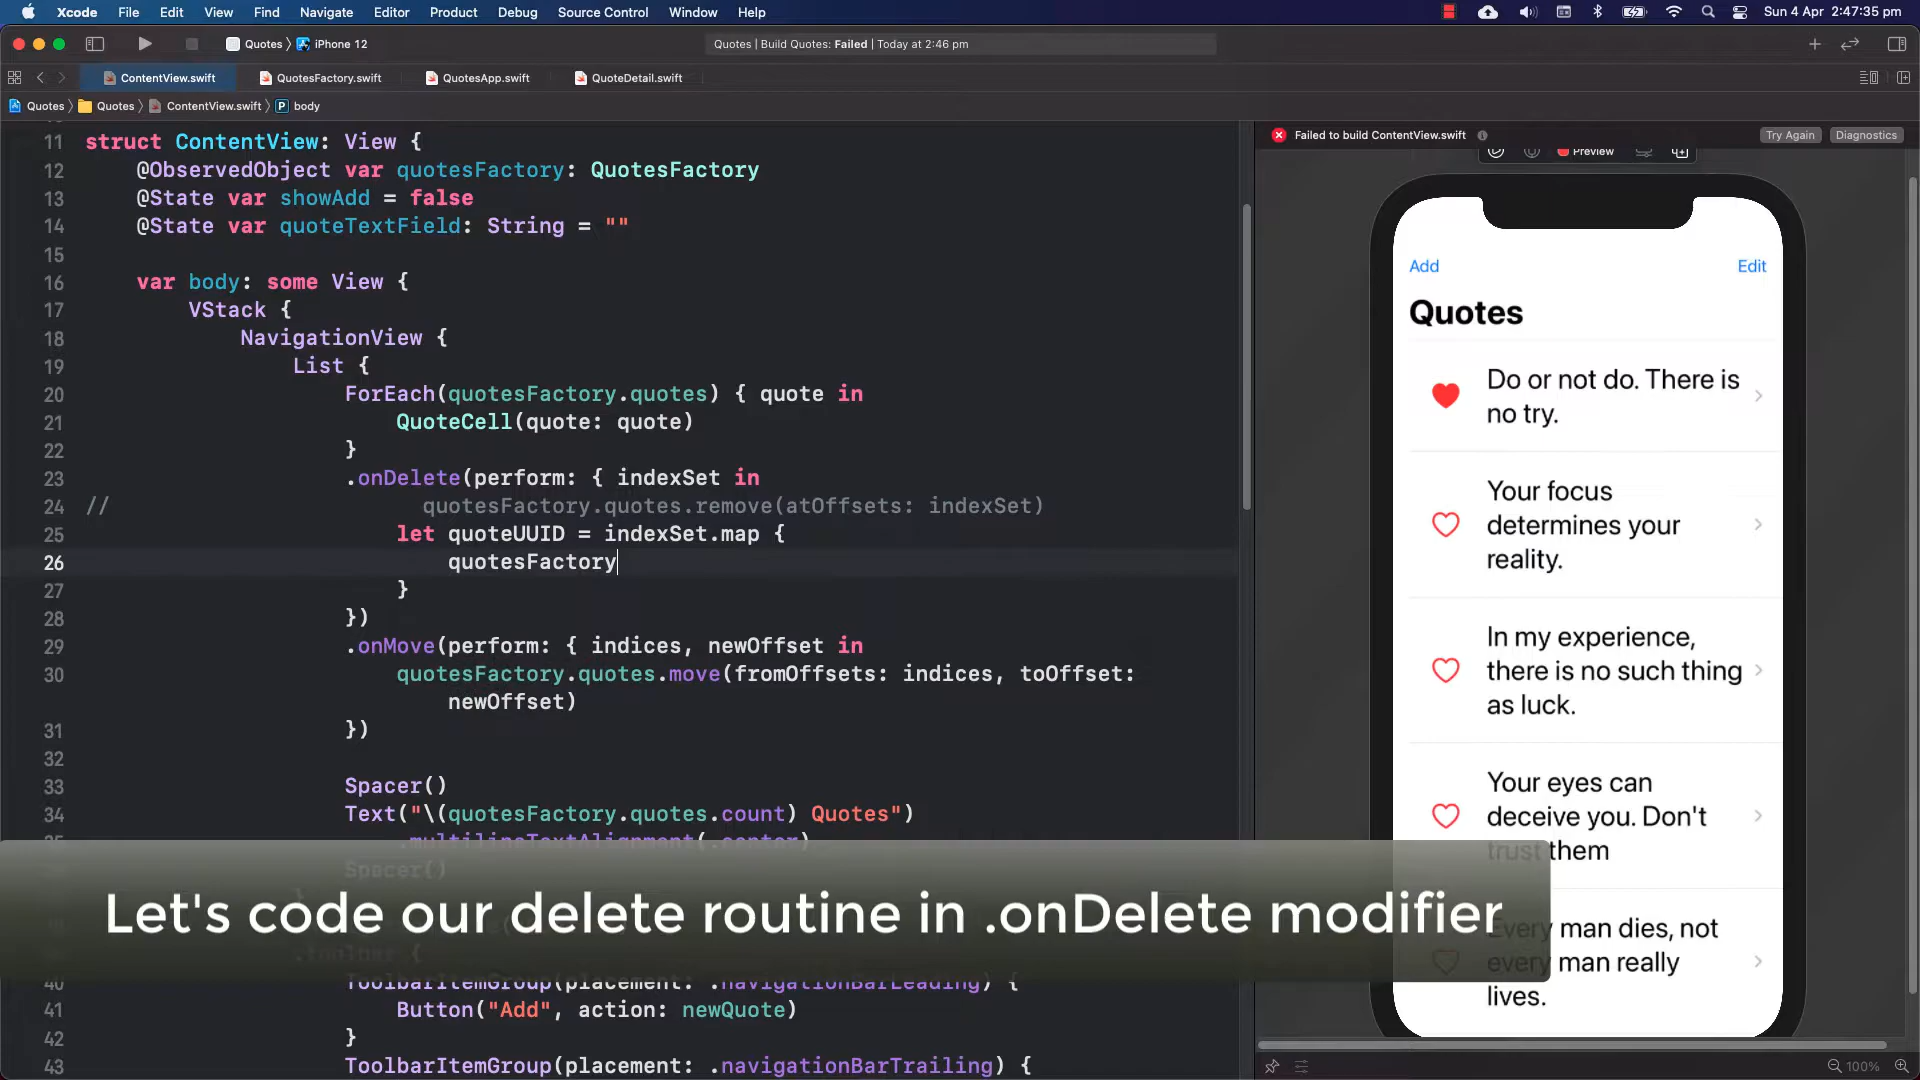 Xcode File Edit View Find Navigate Editor Product Debug Source Control Window Help Sun 4 Apr 2:47:35 pm
Quotes iPhone 12 Quotes | Build Quotes: Failed | Today at 2:46 pm
ContentView.swift QuotesFactory.swift QuotesApp.swift QuoteDetail.swift
Quotes Quotes ContentView.swift P body
11 struct ContentView: View {
12 @ObservedObject var quotesFactory: QuotesFactory
13 @State var showAdd = false
14 @State var quoteTextField: String = ""
15
16 var body: some View {
17 VStack {
18 NavigationView {
19 List {
20 ForEach(quotesFactory.quotes) { quote in
21 QuoteCell(quote: quote)
22 }
23 .onDelete(perform: { indexSet in
24 // quotesFactory.quotes.remove(atOffsets: indexSet)
25 let quoteUUID = indexSet.map {
26 quotesFactory
27 }
28 })
29 .onMove(perform: { indices, newOffset in
30 quotesFactory.quotes.move(fromOffsets: indices, toOffset:
newOffset)
31 })
32
33 Spacer()
34 Text("\(quotesFactory.quotes.count) Quotes")
.multilineTextAlignment(.center)
Spacer()
.toolbar {
40 ToolbarItemGroup(placement: .navigationBarLeading) {
41 Button("Add", action: newQuote)
42 }
43 ToolbarItemGroup(placement: .navigationBarTrailing) {
Failed to build ContentView.swift Try Again Diagnostics
Preview
Add Edit
Quotes
Do or not do. There is
no try.
Your focus
determines your
reality.
In my experience,
there is no such thing
as luck.
Your eyes can
deceive you. Don't
trust them
Every man dies, not
every man really
lives.
Let's code our delete routine in .onDelete modifier
100%